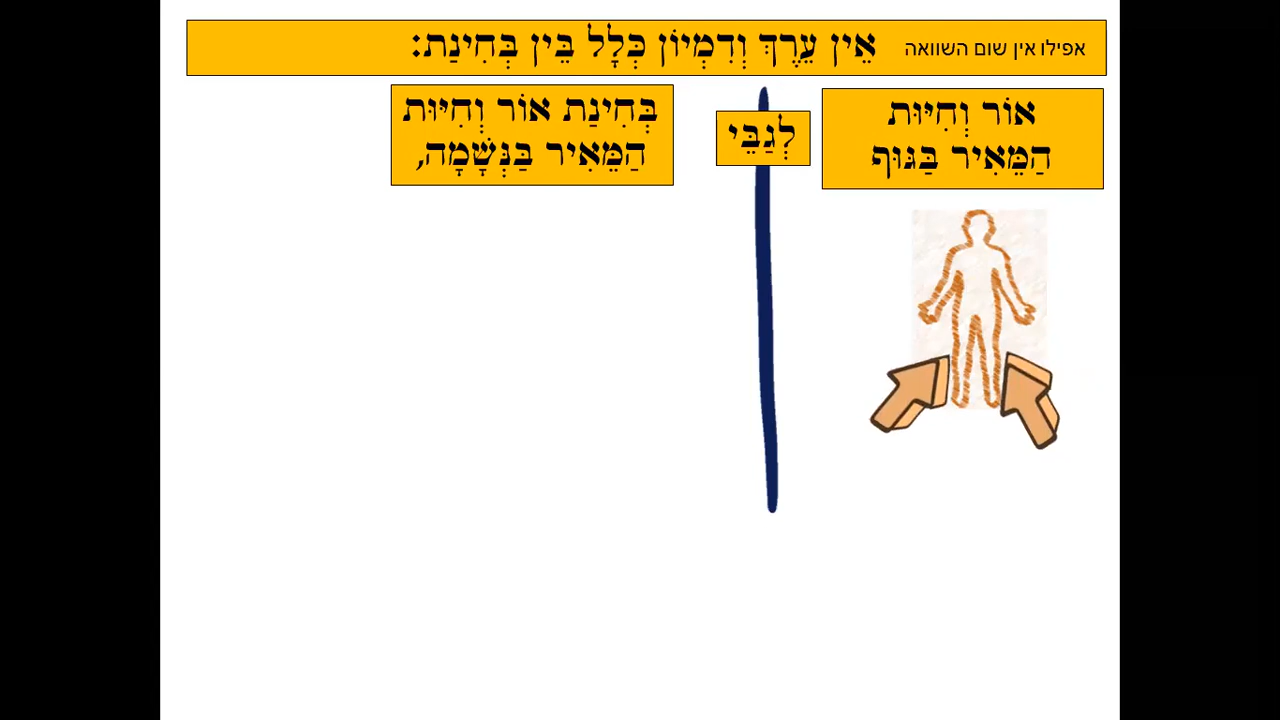 אפילו אין שום השוואה אֵין עֵרֶךְ וְדִמְיוֹן כְּלָל בֵּין בְּחִינַת:
אוֹר וְחִיּוּת
הַמֵּאִיר בַּגּוּף
לְגַבֵּי
בְּחִינַת אוֹר וְחִיּוּת
הַמֵּאִיר בַּנְּשָׁמָה,